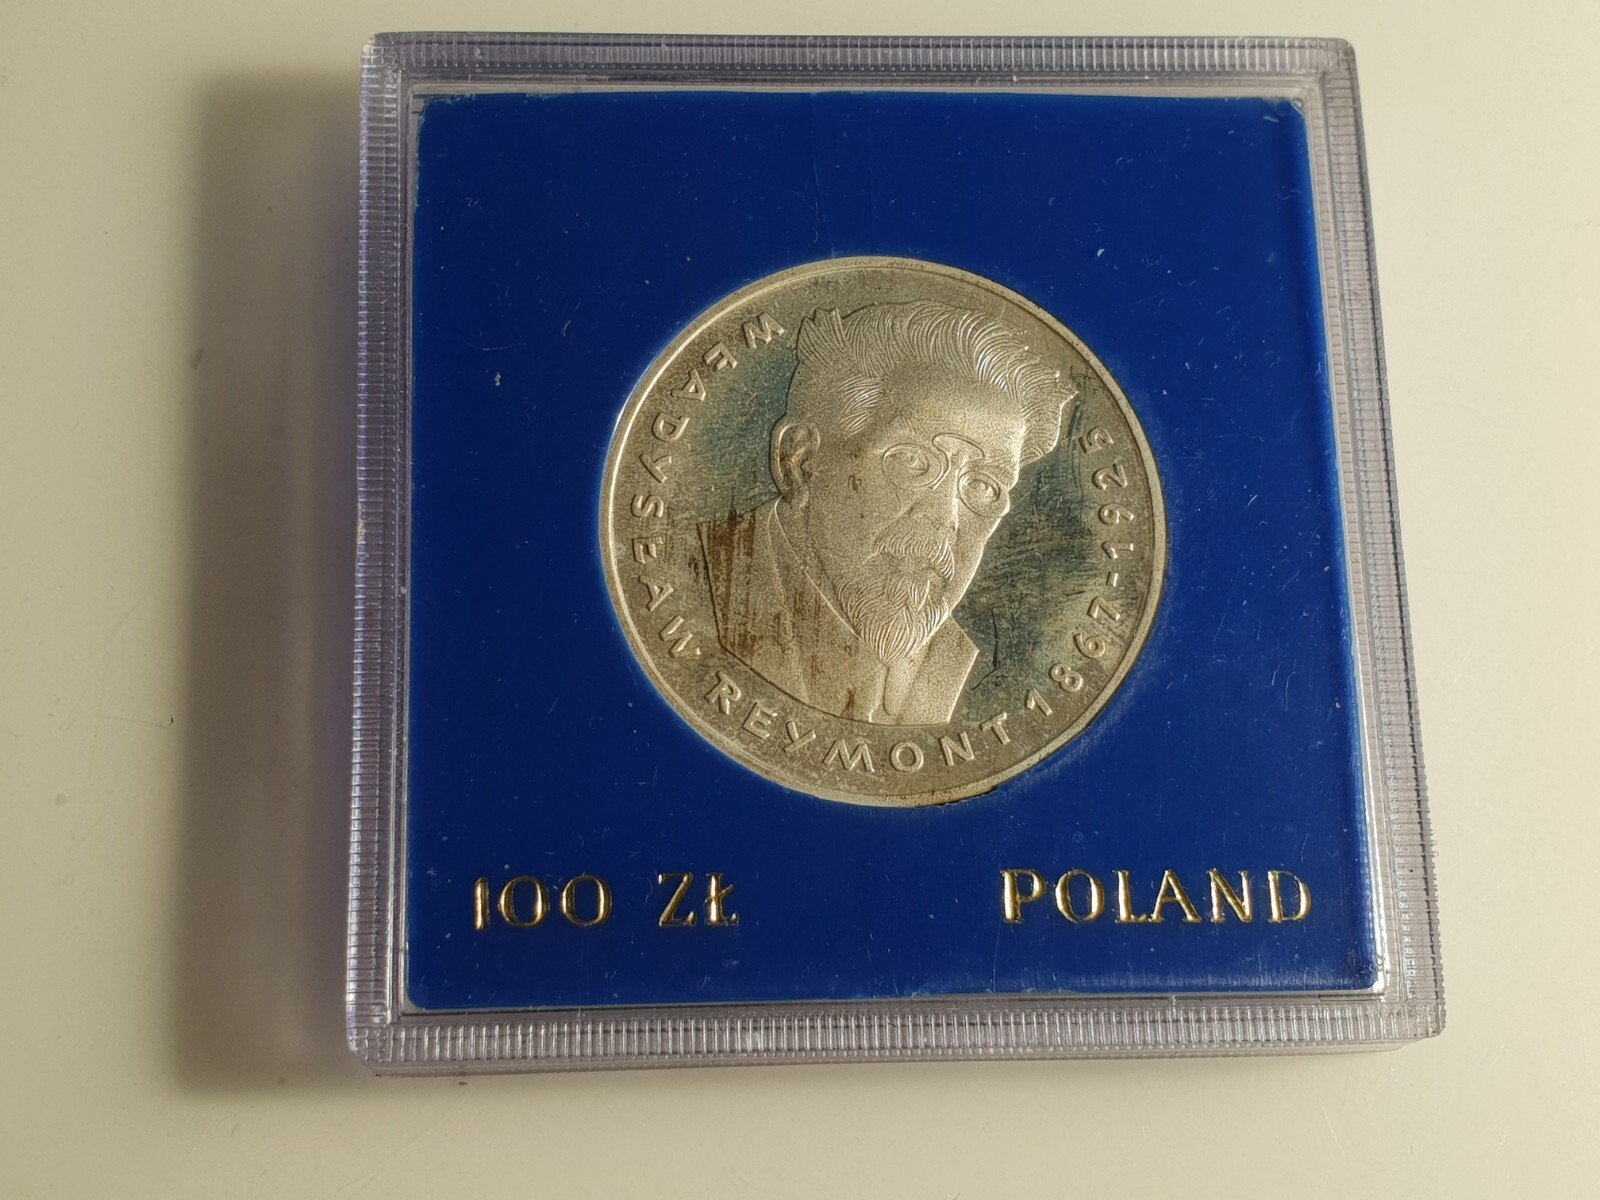 WŁADYSŁAW REYMONT 1867-1925
100 ZŁ POLAND